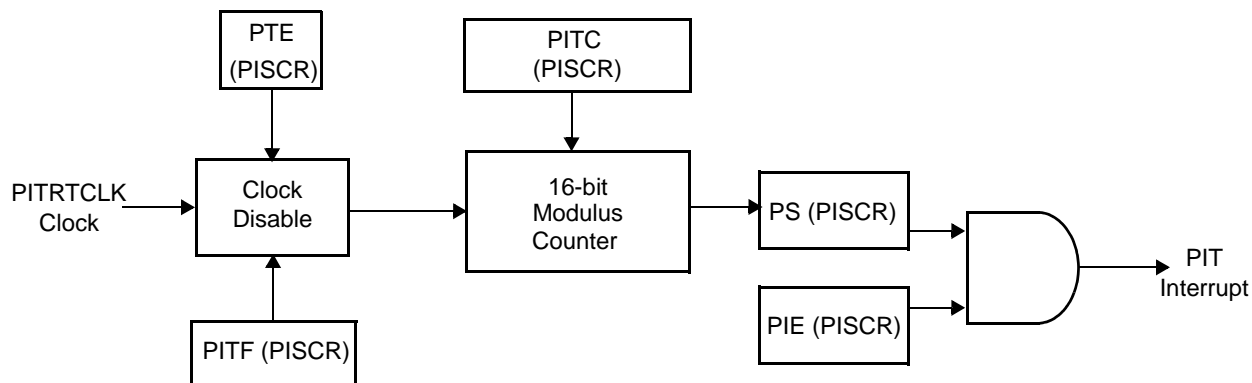 PTE
(PISCR)
PITC
(PISCR)
PITRTCLK
Clock
Clock
Disable
16-bit
Modulus
Counter
PS (PISCR)
PIE (PISCR)
PIT
Interrupt
PITF (PISCR)